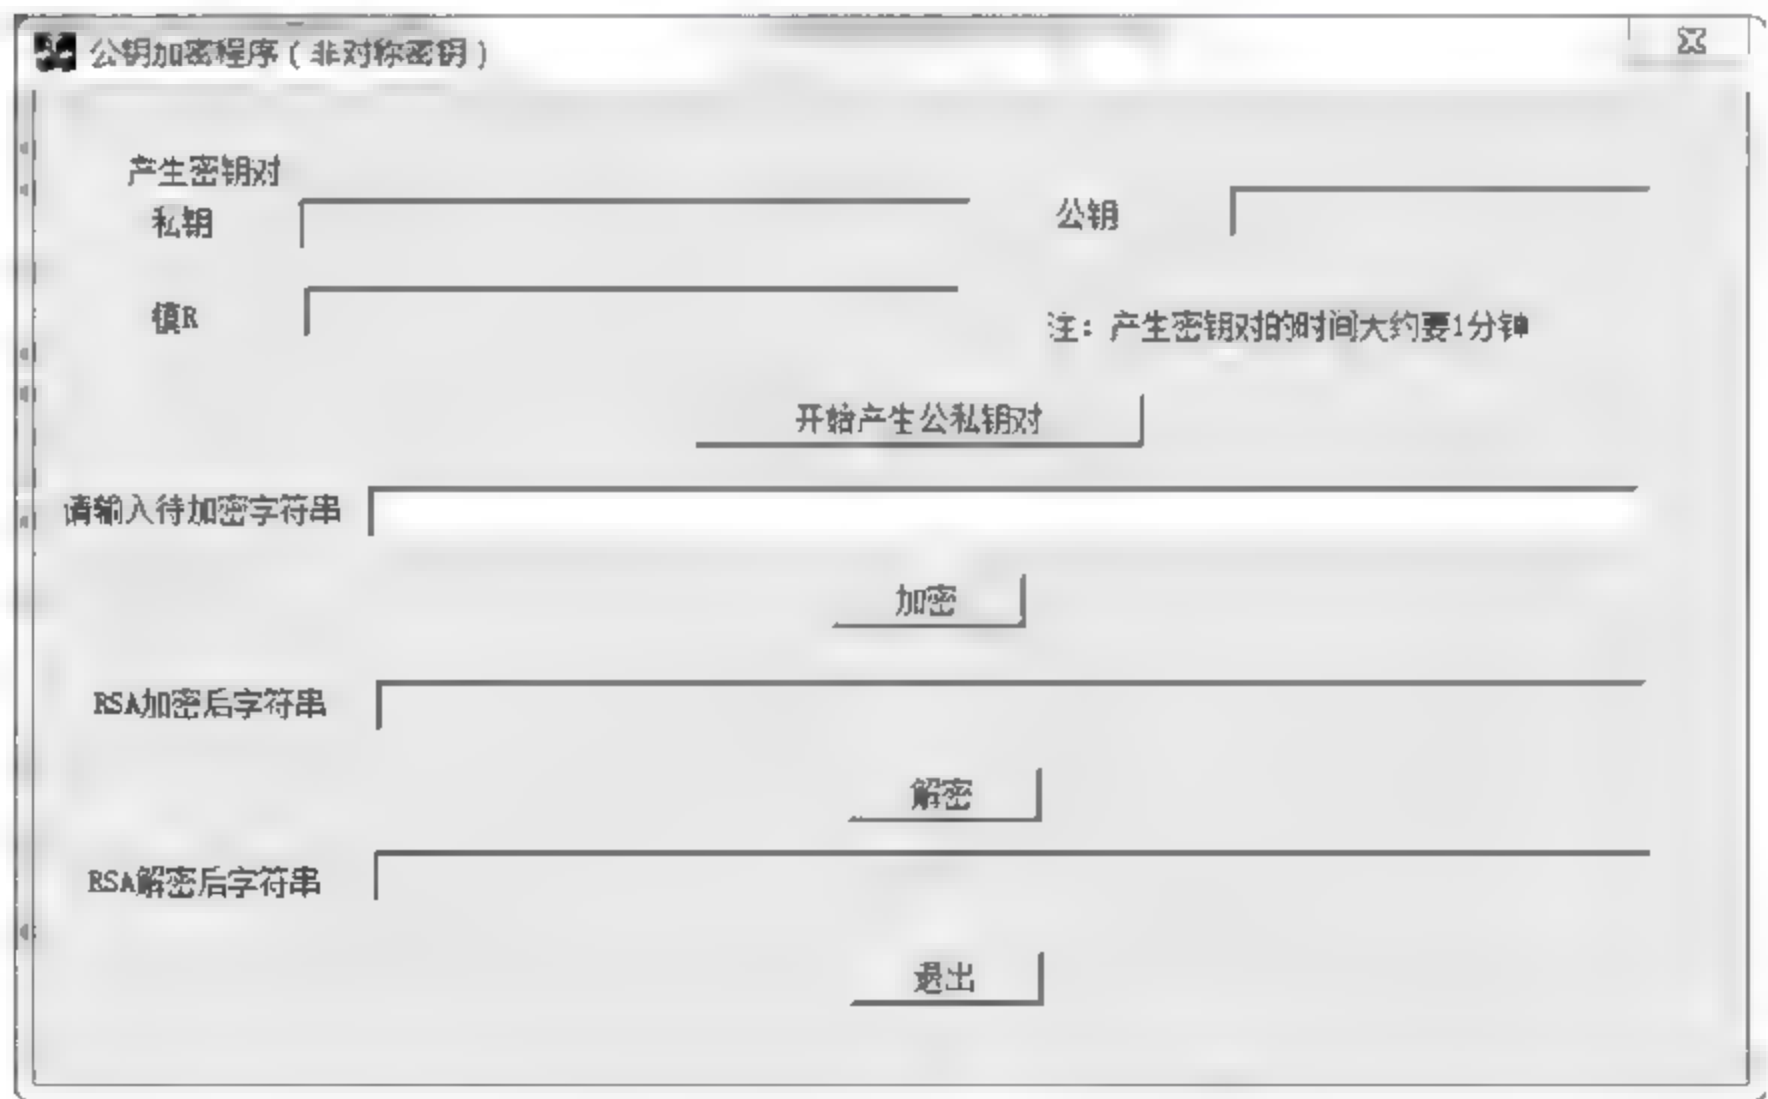 公钥加密程序（非对称密钥）
产生密钥对
私钥
公钥
值R
注：产生密钥对的时间大约要1分钟
开始产生公私钥对
请输入待加密字符串
加密
RSA加密后字符串
解密
RSA解密后字符串
退出